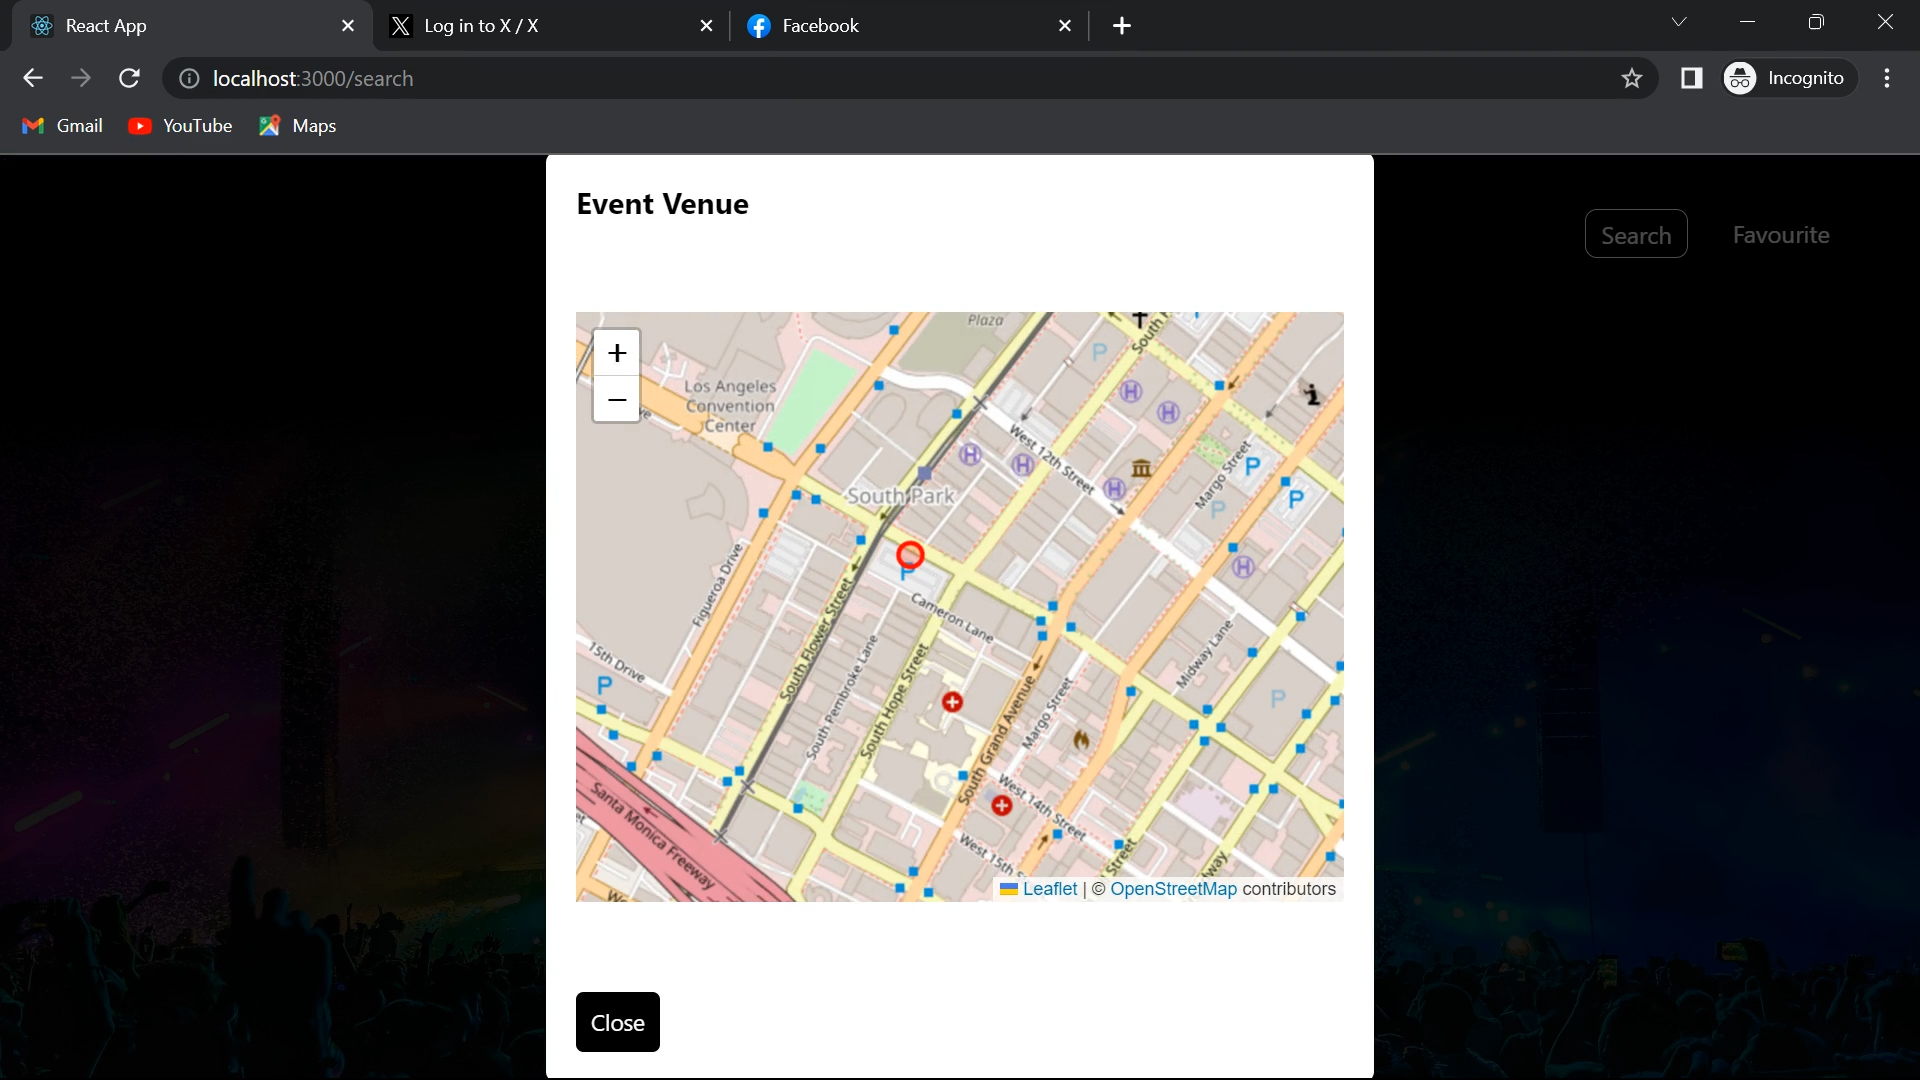 React App
Log in to X / X
Facebook
localhost:3000/search
Incognito
Gmail
YouTube
Maps
Event Venue
Search
Favourite
+
−
Plaza
Los Angeles
Convention
Center
P
South
H
H
West 12th Street
H
H
H
Margo Street
P
P
P
South Park
P
Figueroa Drive
South Flower Street
Cameron Lane
H
15th Drive
P
South Pembroke Lane
South Hope Street
Midway Lane
P
South Grand Avenue
Margo Street
Santa Monica Freeway
West 14th Street
West 15th S
Street
way
We
Leaflet | © OpenStreetMap contributors
Close